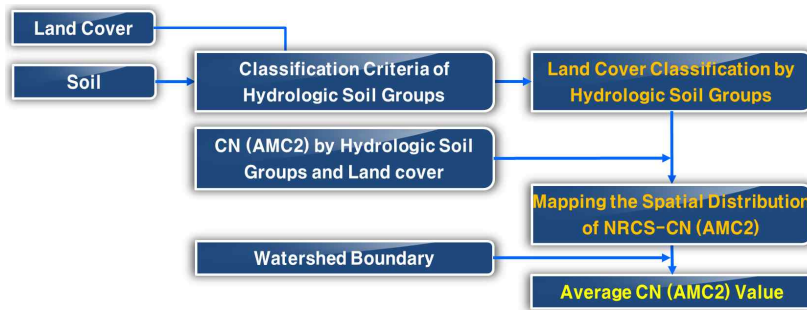 Land Cover
Soil
Classification Criteria of
Hydrologic Soil Groups
Land Cover Classification by
Hydrologic Soil Groups
CN (AMC2) by Hydrologic Soil
Groups and Land cover
Mapping the Spatial Distribution
of NRCS-CN (AMC2)
Watershed Boundary
Average CN (AMC2) Value